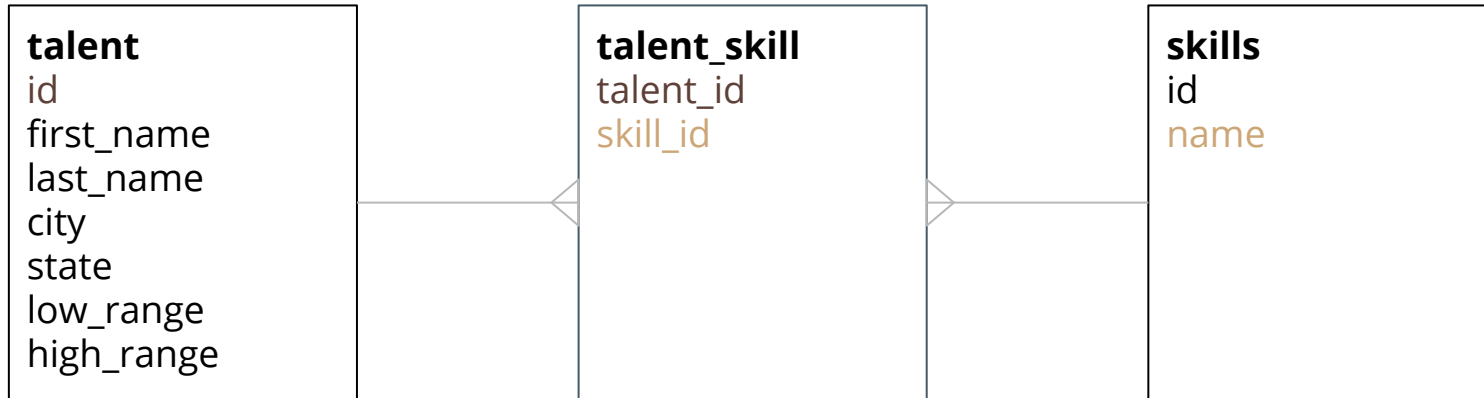 talent
id
first_name
last_name
city
state
low_range
high_range
talent_skill
talent_id
skill_id
skills
id
name